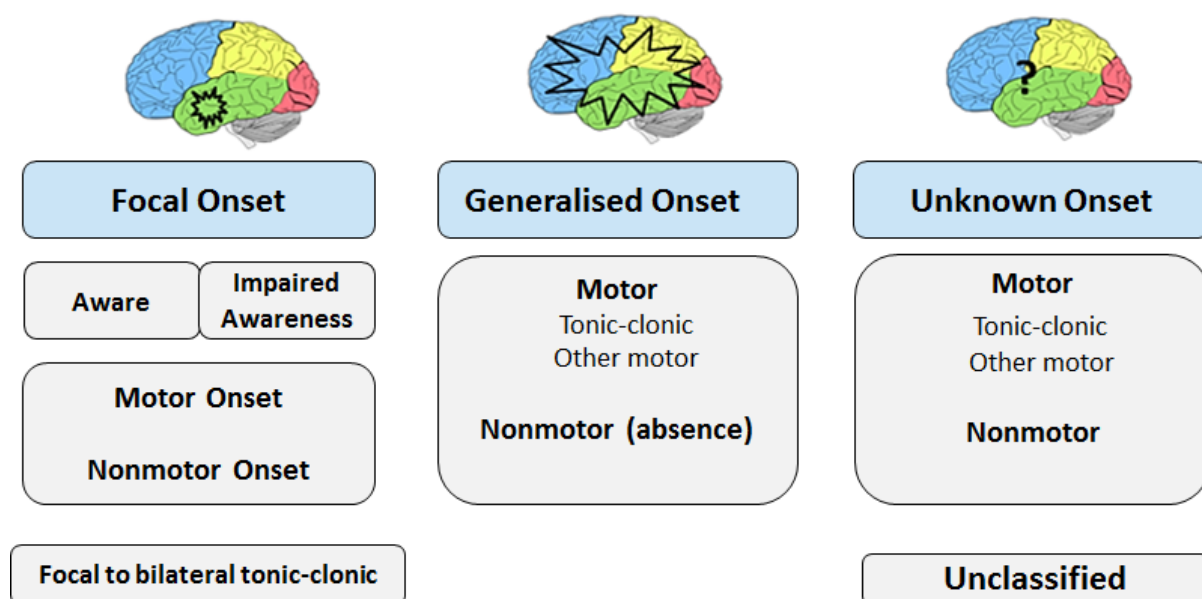 ?
Focal Onset
Aware
Impaired
Awareness
Motor Onset
Nonmotor Onset
Focal to bilateral tonic-clonic
Generalised Onset
Motor
Tonic-clonic
Other motor
Nonmotor (absence)
Unknown Onset
Motor
Tonic-clonic
Other motor
Nonmotor
Unclassified